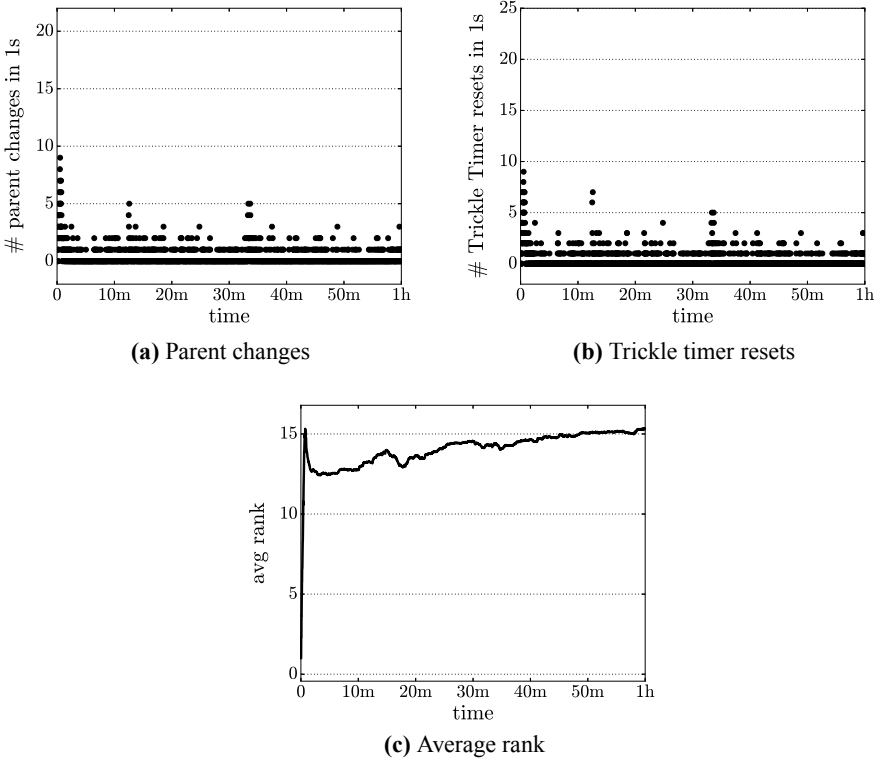 # parent changes in 1s
20
15
10
5
0
0 10m 20m 30m 40m 50m 1h
time
(a) Parent changes
# Trickle Timer resets in 1s
25
20
15
10
5
0
0 10m 20m 30m 40m 50m 1h
time
(b) Trickle timer resets
avg rank
15
10
5
0
0 10m 20m 30m 40m 50m 1h
time
(c) Average rank